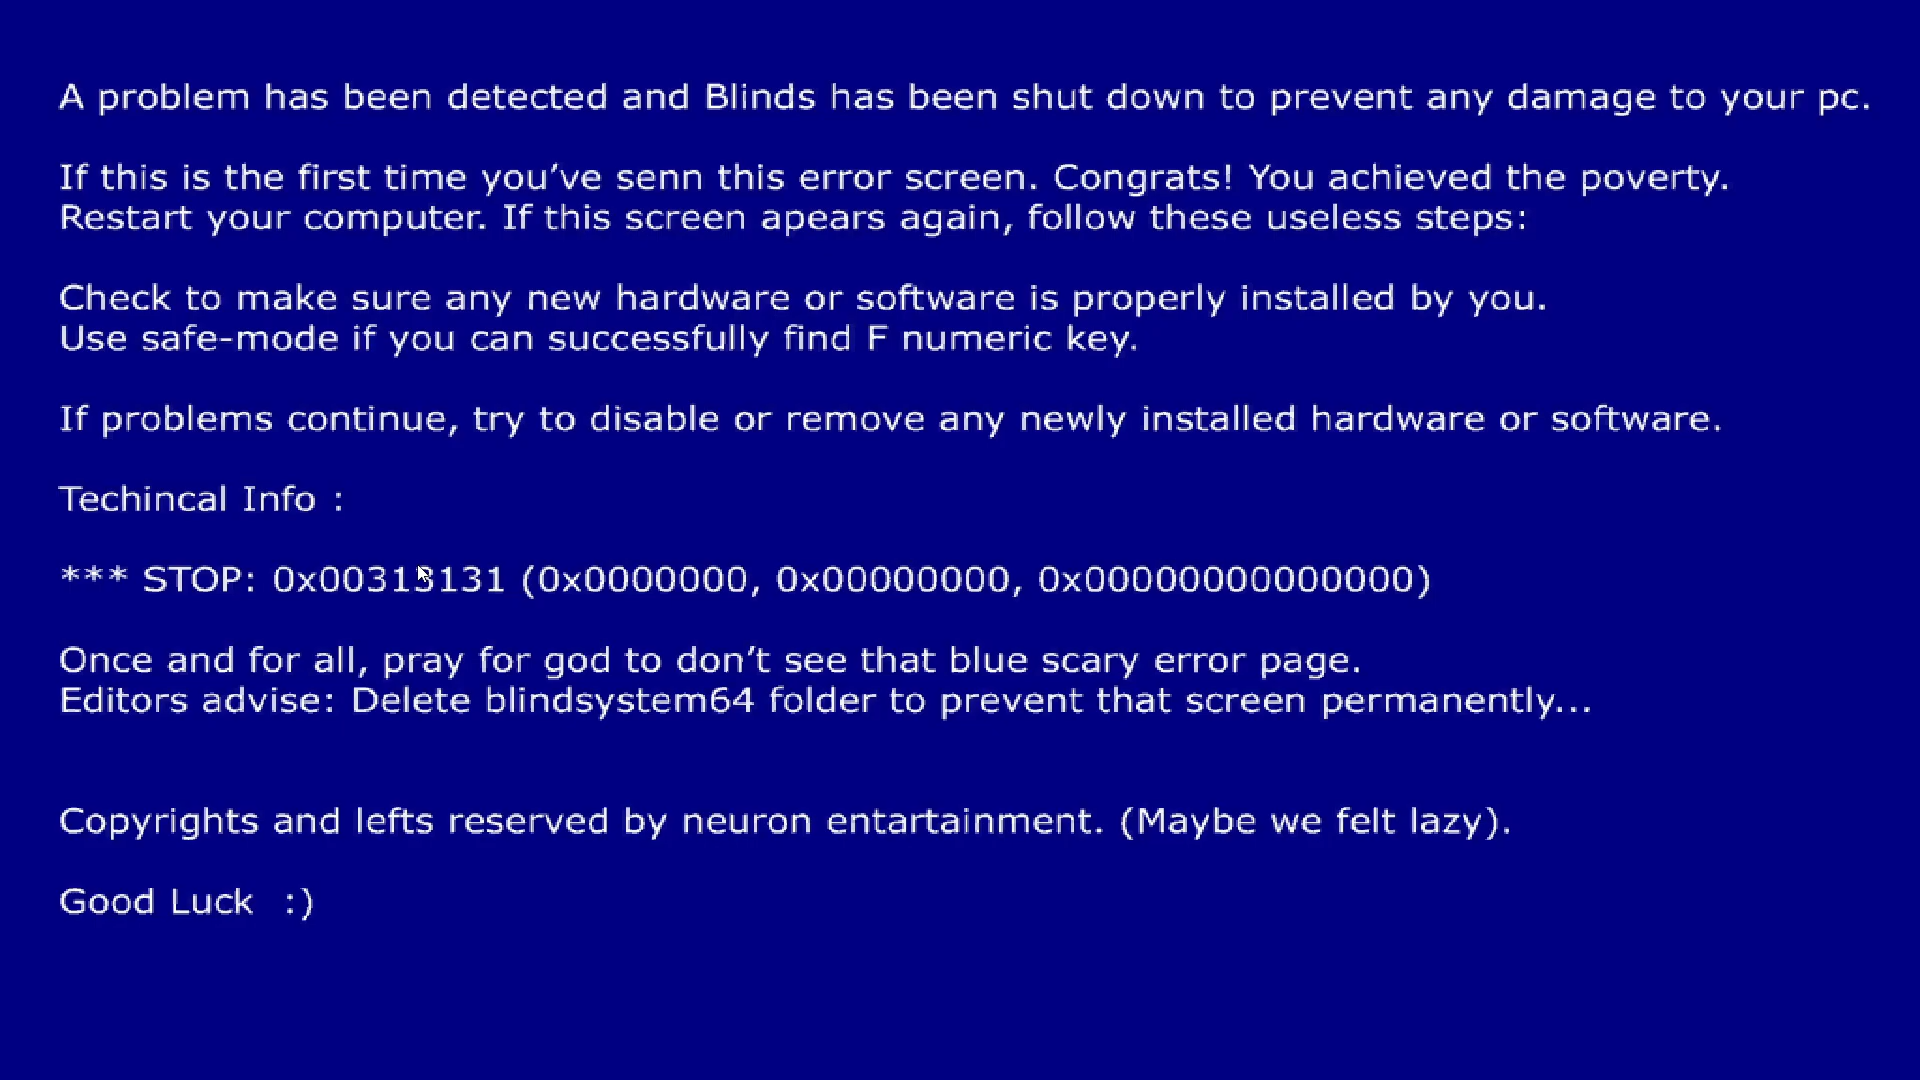 A problem has been detected and Blinds has been shut down to prevent any damage to your pc.
If this is the first time you've senn this error screen. Congrats! You achieved the poverty.
Restart your computer. If this screen apears again, follow these useless steps:
Check to make sure any new hardware or software is properly installed by you.
Use safe-mode if you can successfully find F numeric key.
If problems continue, try to disable or remove any newly installed hardware or software.
Techincal Info :
*** STOP: 0x00313131 (0x0000000, 0x00000000, 0x00000000000000)
Once and for all, pray for god to don't see that blue scary error page.
Editors advise: Delete blindsystem64 folder to prevent that screen permanently...
Copyrights and lefts reserved by neuron entartainment. (Maybe we felt lazy).
Good Luck  :)